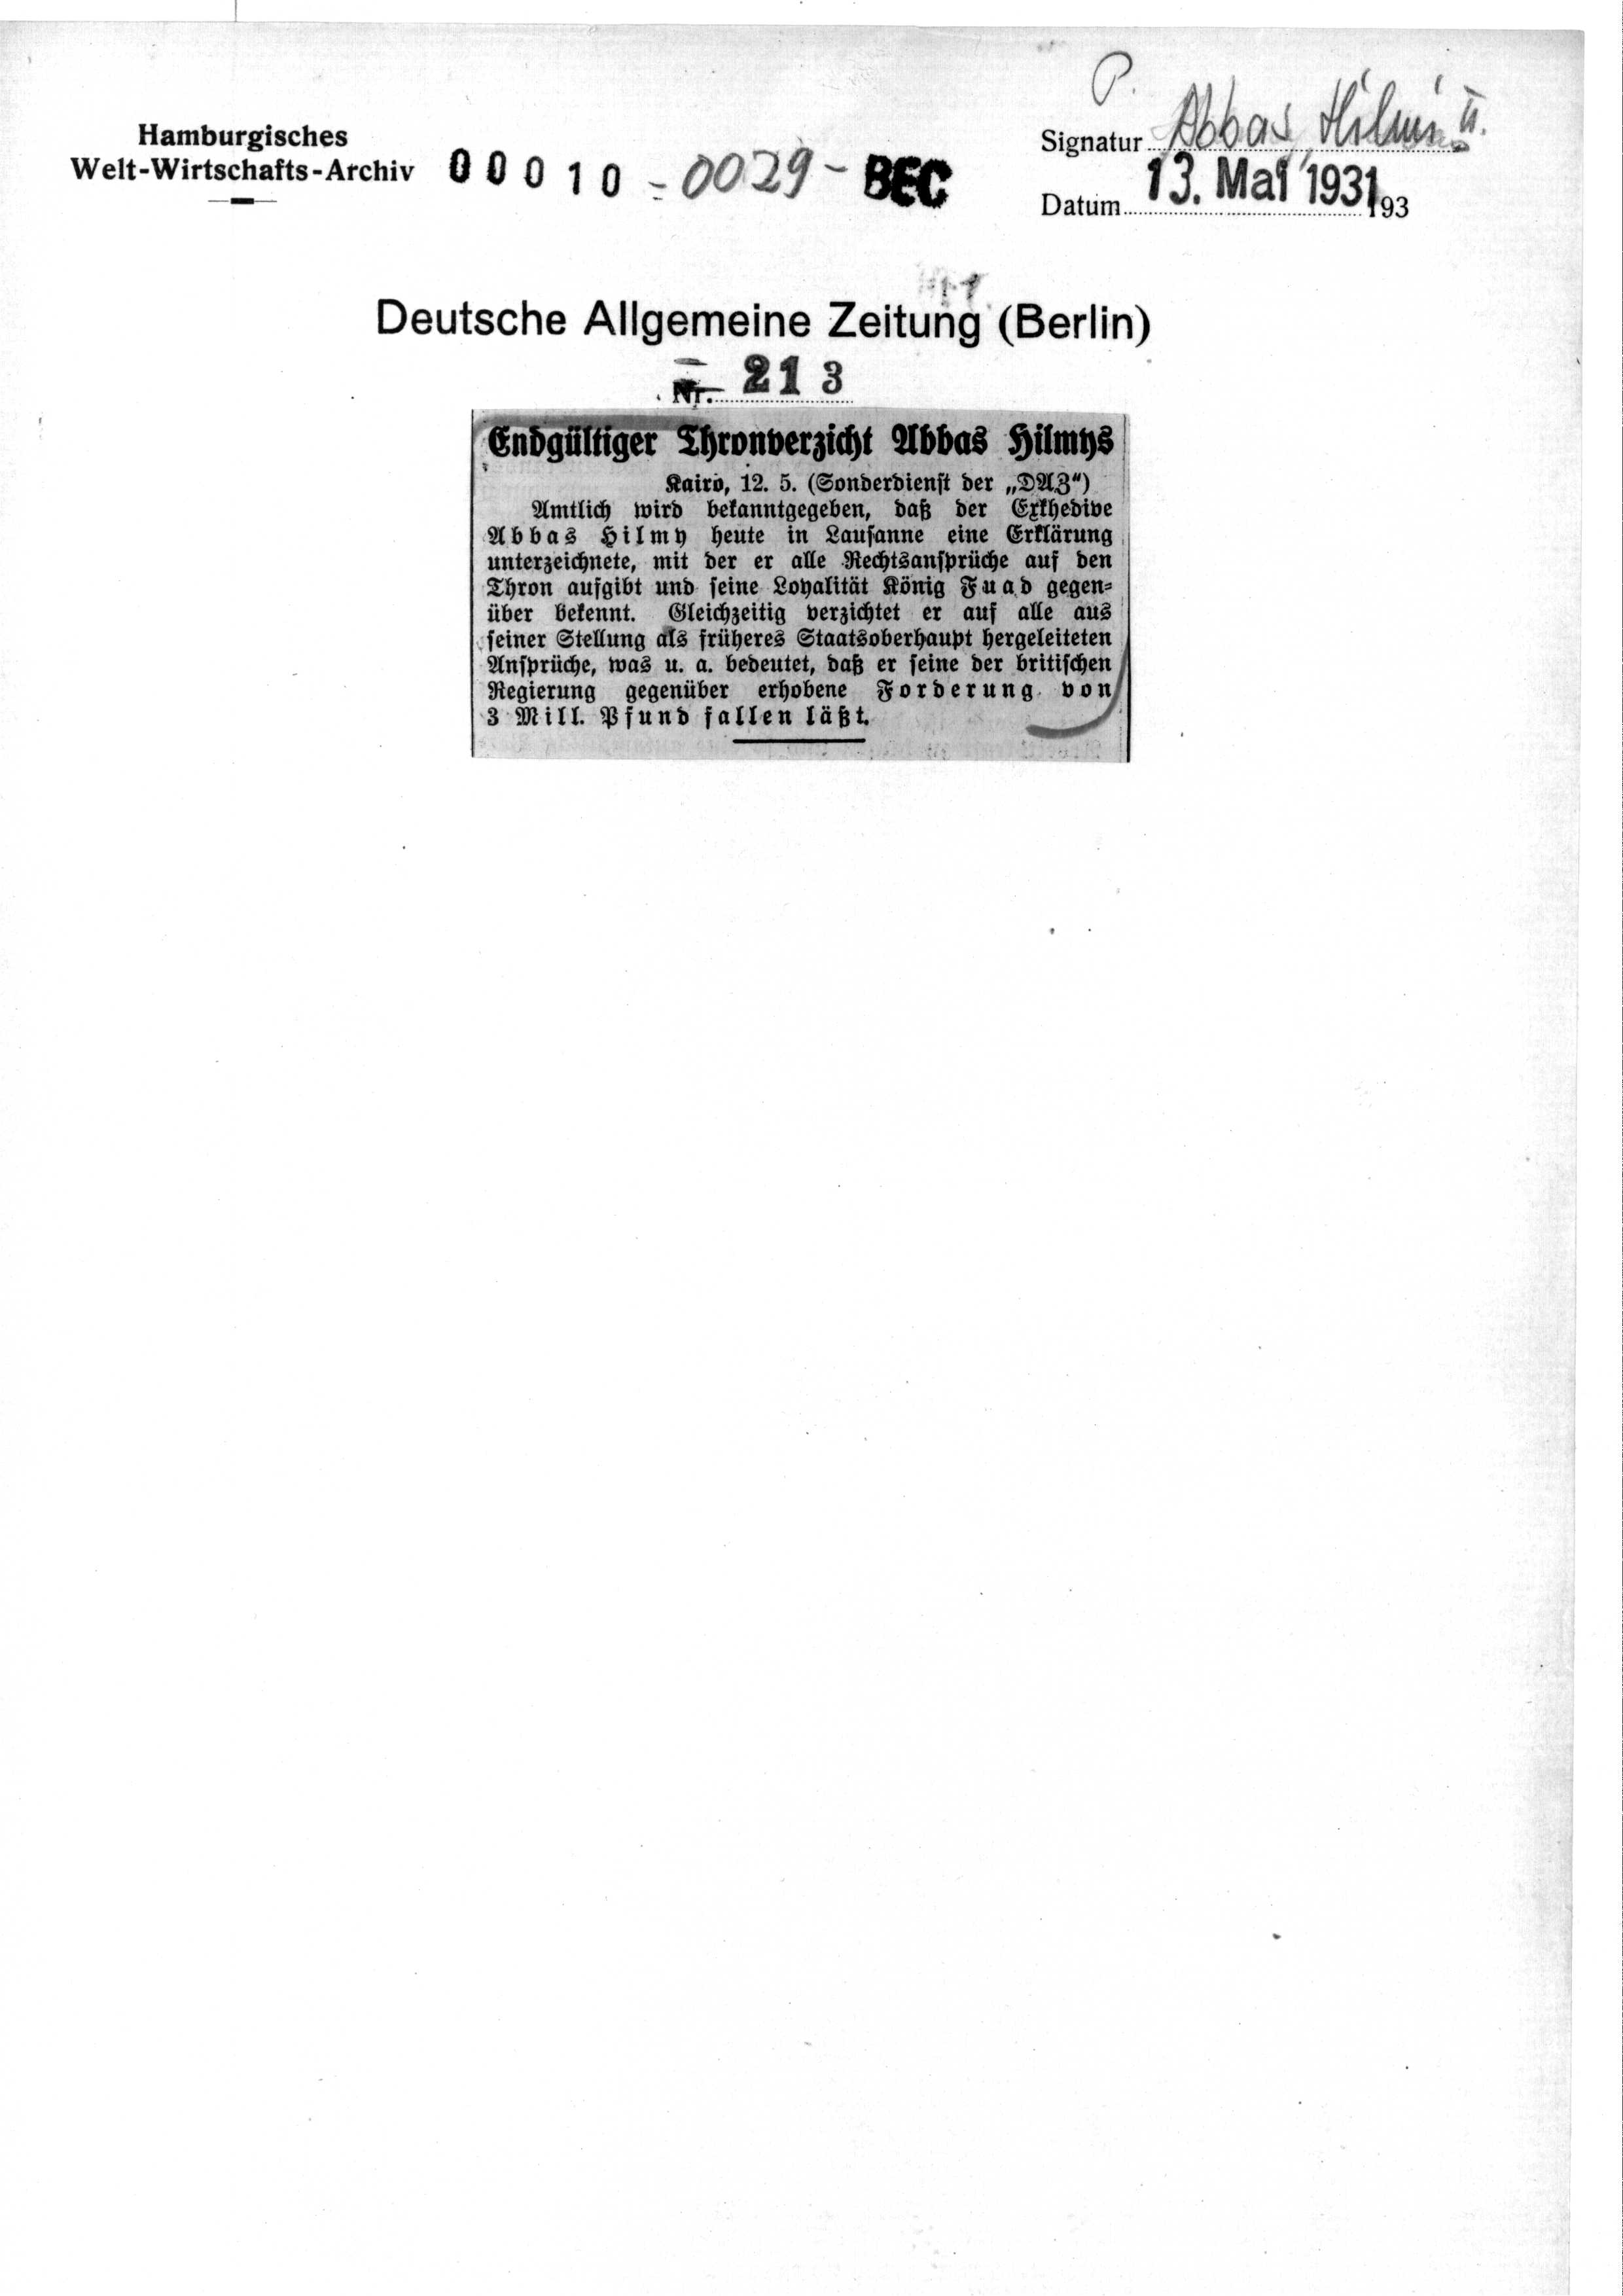 Hamburgisches
Welt-Wirtschafts-Archiv
00010-0029-BEC
P.
Signatur Abbas Hilmi II.
Datum 13. Mai 1931 193
Deutsche Allgemeine Zeitung (Berlin)
Nr. 213
Endgültiger Thronverzicht Abbas Hilmys
Kairo, 12. 5. (Sonderdienst der „DAZ“)
Amtlich wird bekanntgegeben, daß der Exkhedive
Abbas Hilmy heute in Lausanne eine Erklärung
unterzeichnete, mit der er alle Rechtsansprüche auf den
Thron aufgibt und seine Loyalität König Fuad gegen-
über bekennt. Gleichzeitig verzichtet er auf alle aus
seiner Stellung als früheres Staatsoberhaupt hergeleiteten
Ansprüche, was u. a. bedeutet, daß er seine der britischen
Regierung gegenüber erhobene Forderung von
3 Mill. Pfund fallen läßt.